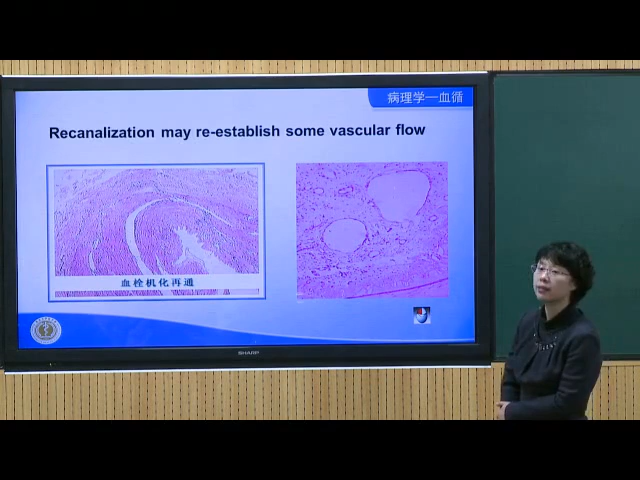 病理学—血循
Recanalization may re-establish some vascular flow
血栓机化再通
SHARP